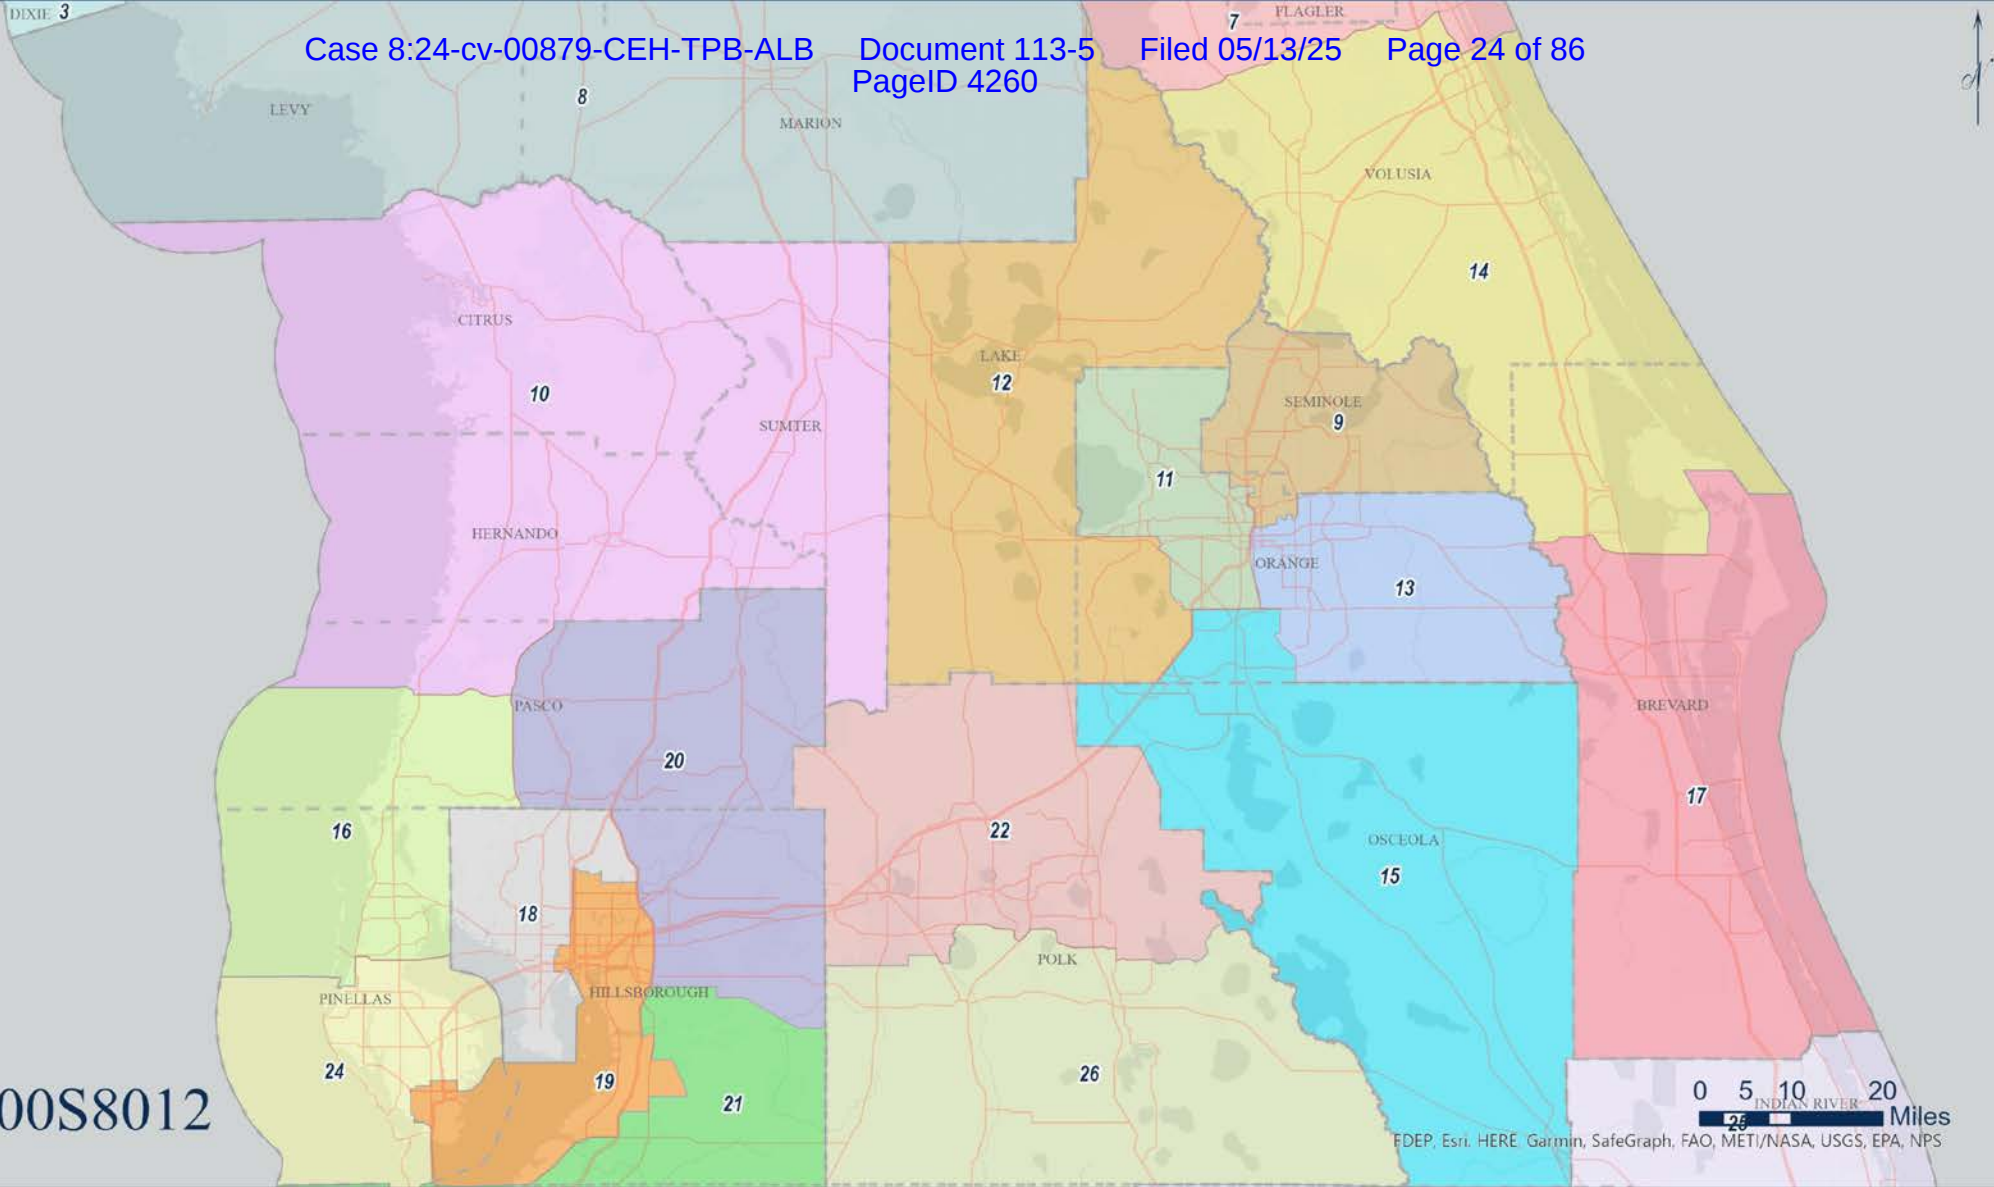 DIXIE 3
7 FLAGLER
Case 8:24-cv-00879-CEH-TPB-ALB Document 113-5 Filed 05/13/25 Page 24 of 86
PageID 4260
N
8
LEVY
MARION
VOLUSIA
14
CITRUS
LAKE
12
10
SEMINOLE
9
SUMTER
11
HERNANDO
ORANGE
13
PASCO
BREVARD
20
17
16
22
OSCEOLA
15
18
POLK
PINELLAS
HILLSBOROUGH
24
19
26
21
00S8012
0 5 10 20
INDIAN RIVER
Miles
25
FDEP, Esri, HERE, Garmin, SafeGraph, FAO, METI/NASA, USGS, EPA, NPS